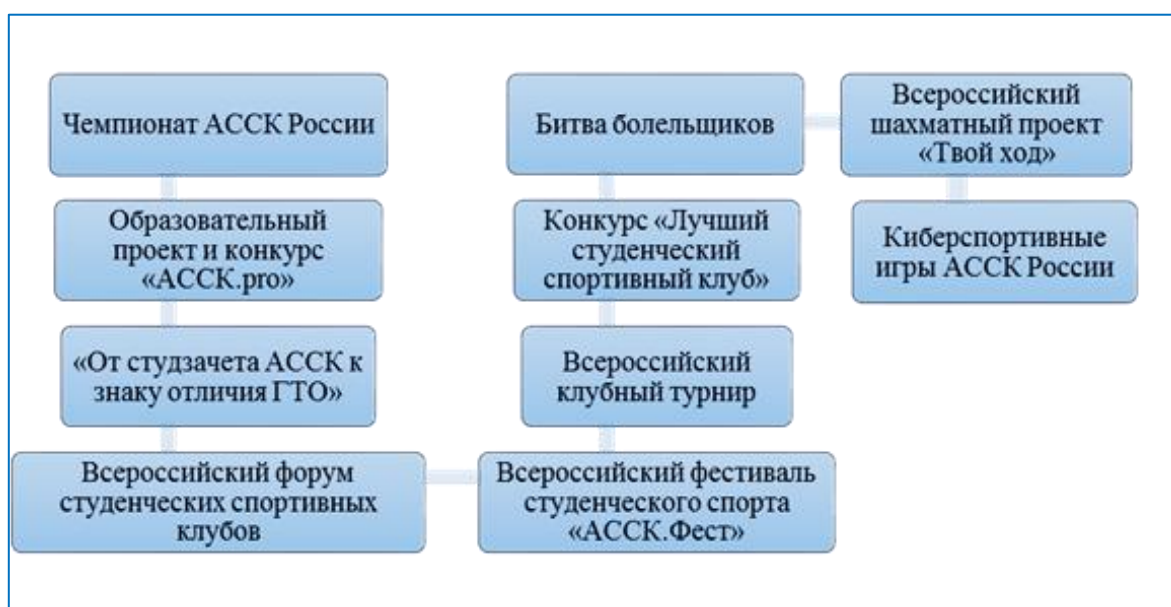 Чемпионат АССК России
Образовательный
проект и конкурс
«АССК.pro»
«От студзачета АССК к
знаку отличия ГТО»
Всероссийский форум
студенческих спортивных
клубов
Всероссийский фестиваль
студенческого спорта
«АССК.Фест»
Всероссийский
клубный турнир
Конкурс «Лучший
студенческий
спортивный клуб»
Битва болельщиков
Всероссийский
шахматный проект
«Твой ход»
Киберспортивные
игры АССК России